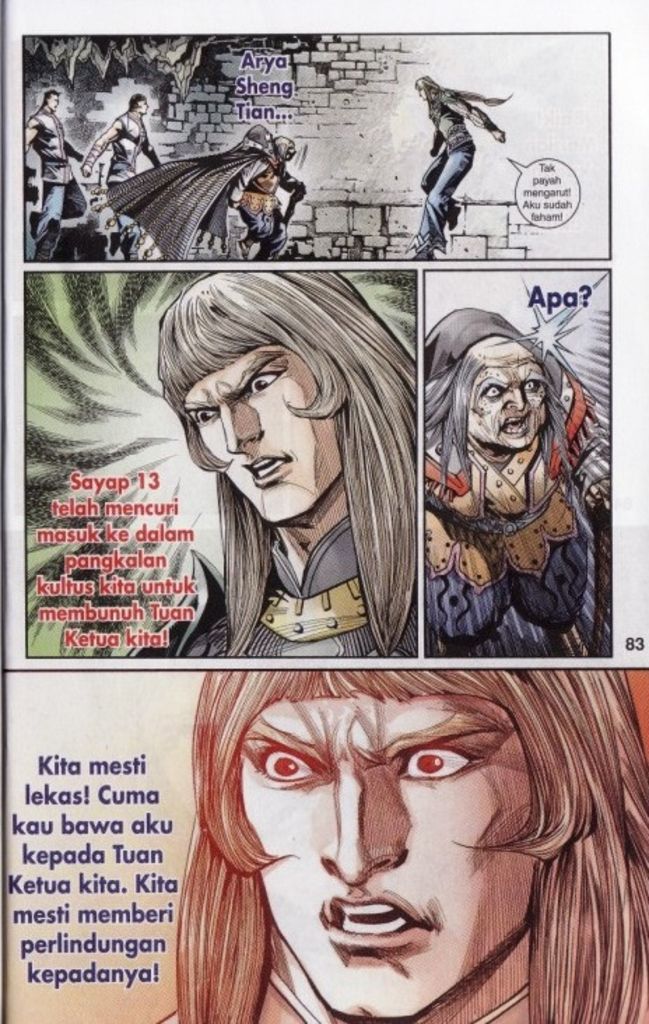 Arya
Sheng
Tian...
Tak
payah
mengarut!
Aku sudah
faham!
Sayap 13
telah mencuri
masuk ke dalam
pangkalan
kultus kita untuk
membunuh Tuan
Ketua kita!
Apa?
83
Kita mesti
lekas! Cuma
kau bawa aku
kepada Tuan
Ketua kita. Kita
mesti memberi
perlindungan
kepadanya!